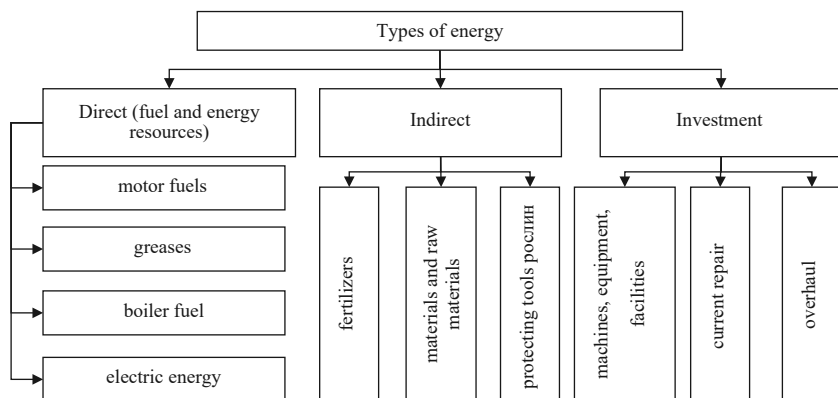 Types of energy
Direct (fuel and energy
resources)
Indirect
Investment
motor fuels
greases
boiler fuel
electric energy
fertilizers
materials and raw
materials
protecting tools рослин
machines, equipment,
facilities
current repair
overhaul